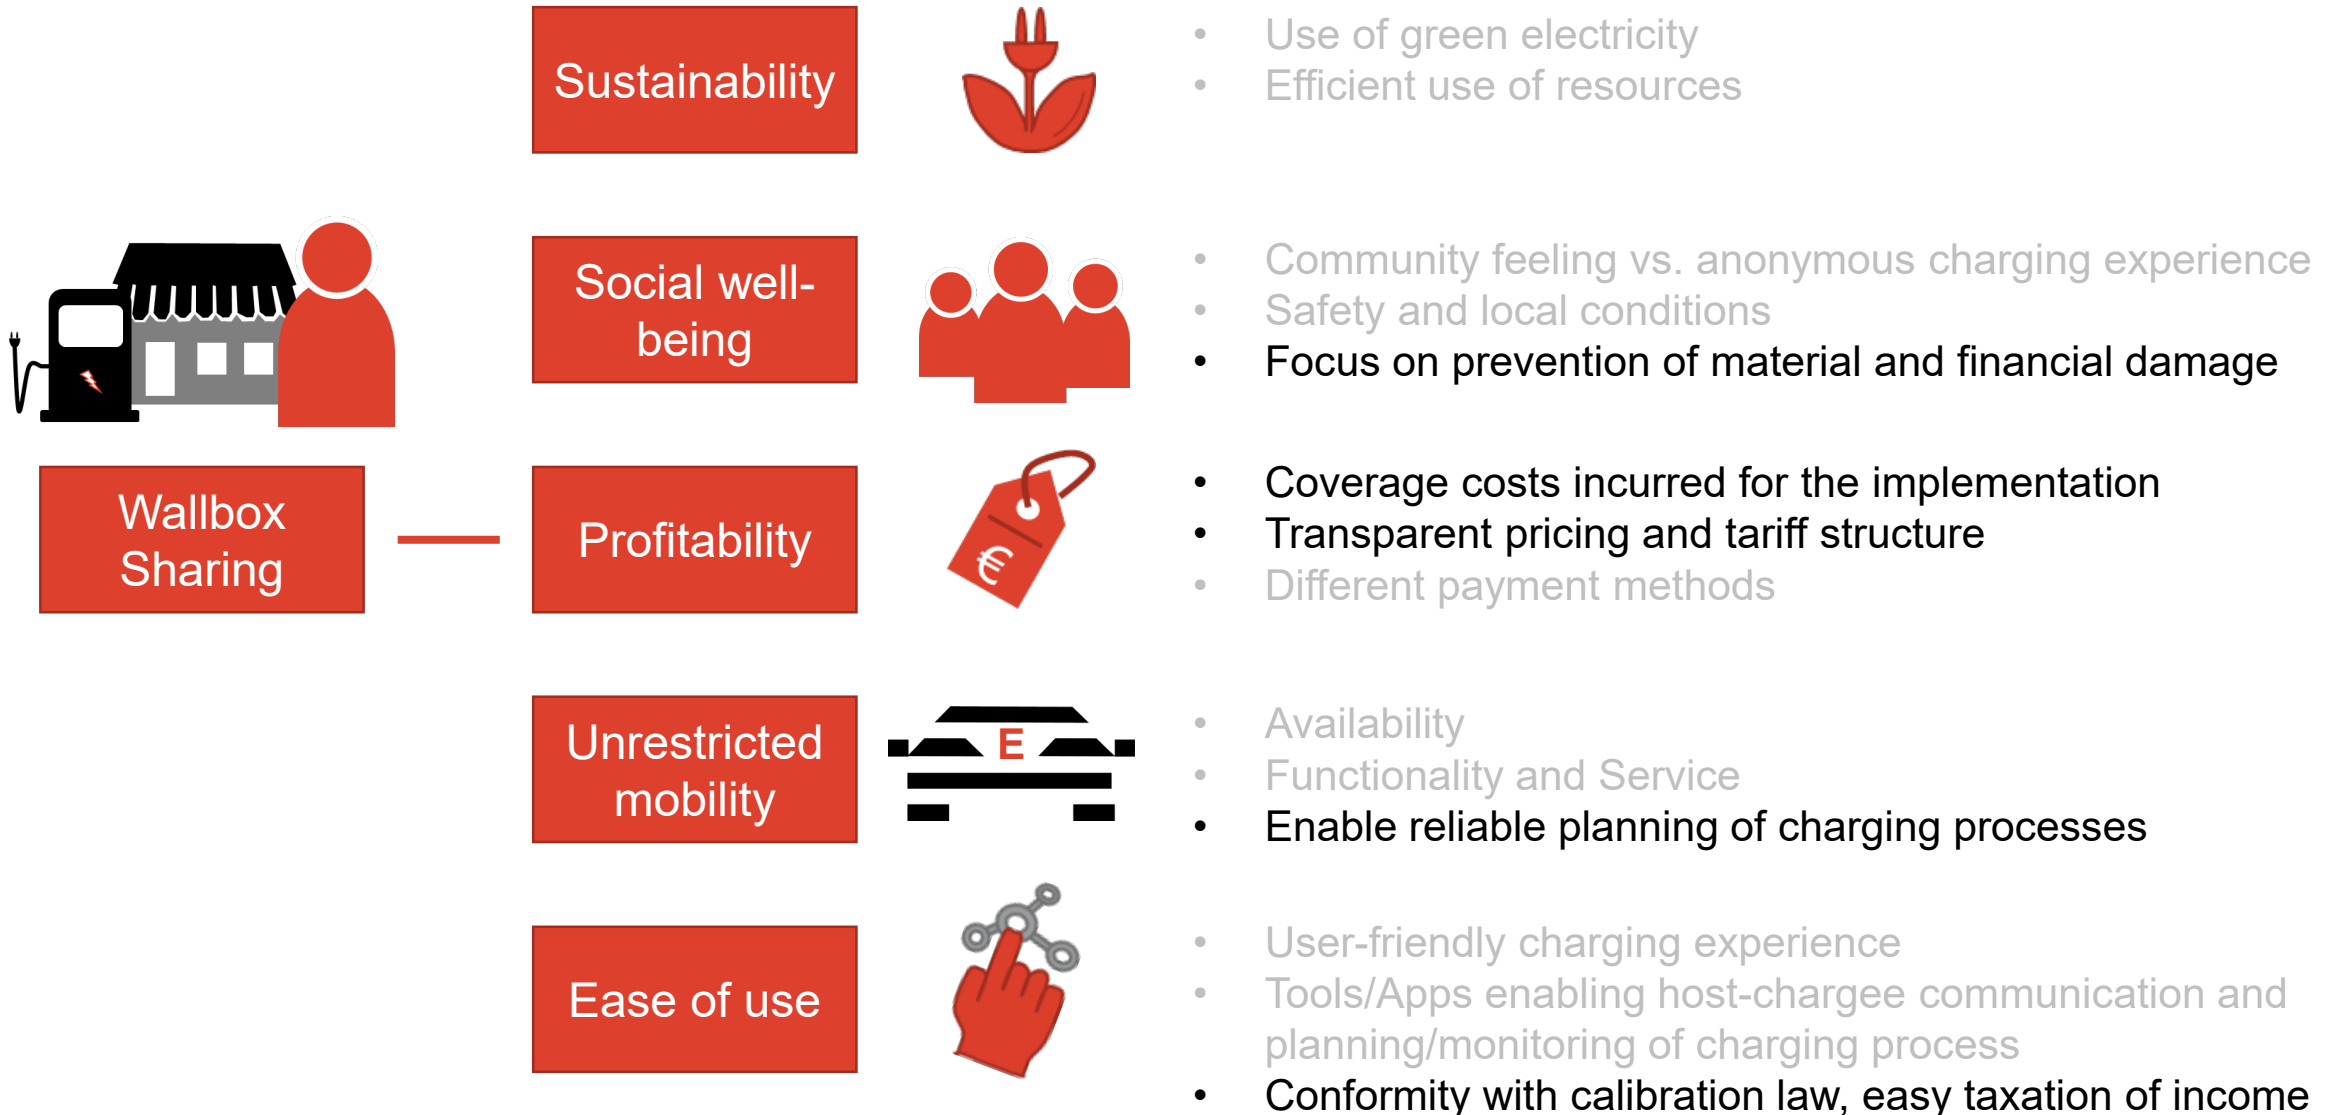 Sustainability
• Use of green electricity
• Efficient use of resources
Social well-
being
• Community feeling vs. anonymous charging experience
• Safety and local conditions
• Focus on prevention of material and financial damage
Wallbox
Sharing
Profitability
€
• Coverage costs incurred for the implementation
• Transparent pricing and tariff structure
• Different payment methods
Unrestricted
mobility
E
• Availability
• Functionality and Service
• Enable reliable planning of charging processes
Ease of use
• User-friendly charging experience
• Tools/Apps enabling host-chargee communication and
planning/monitoring of charging process
• Conformity with calibration law, easy taxation of income